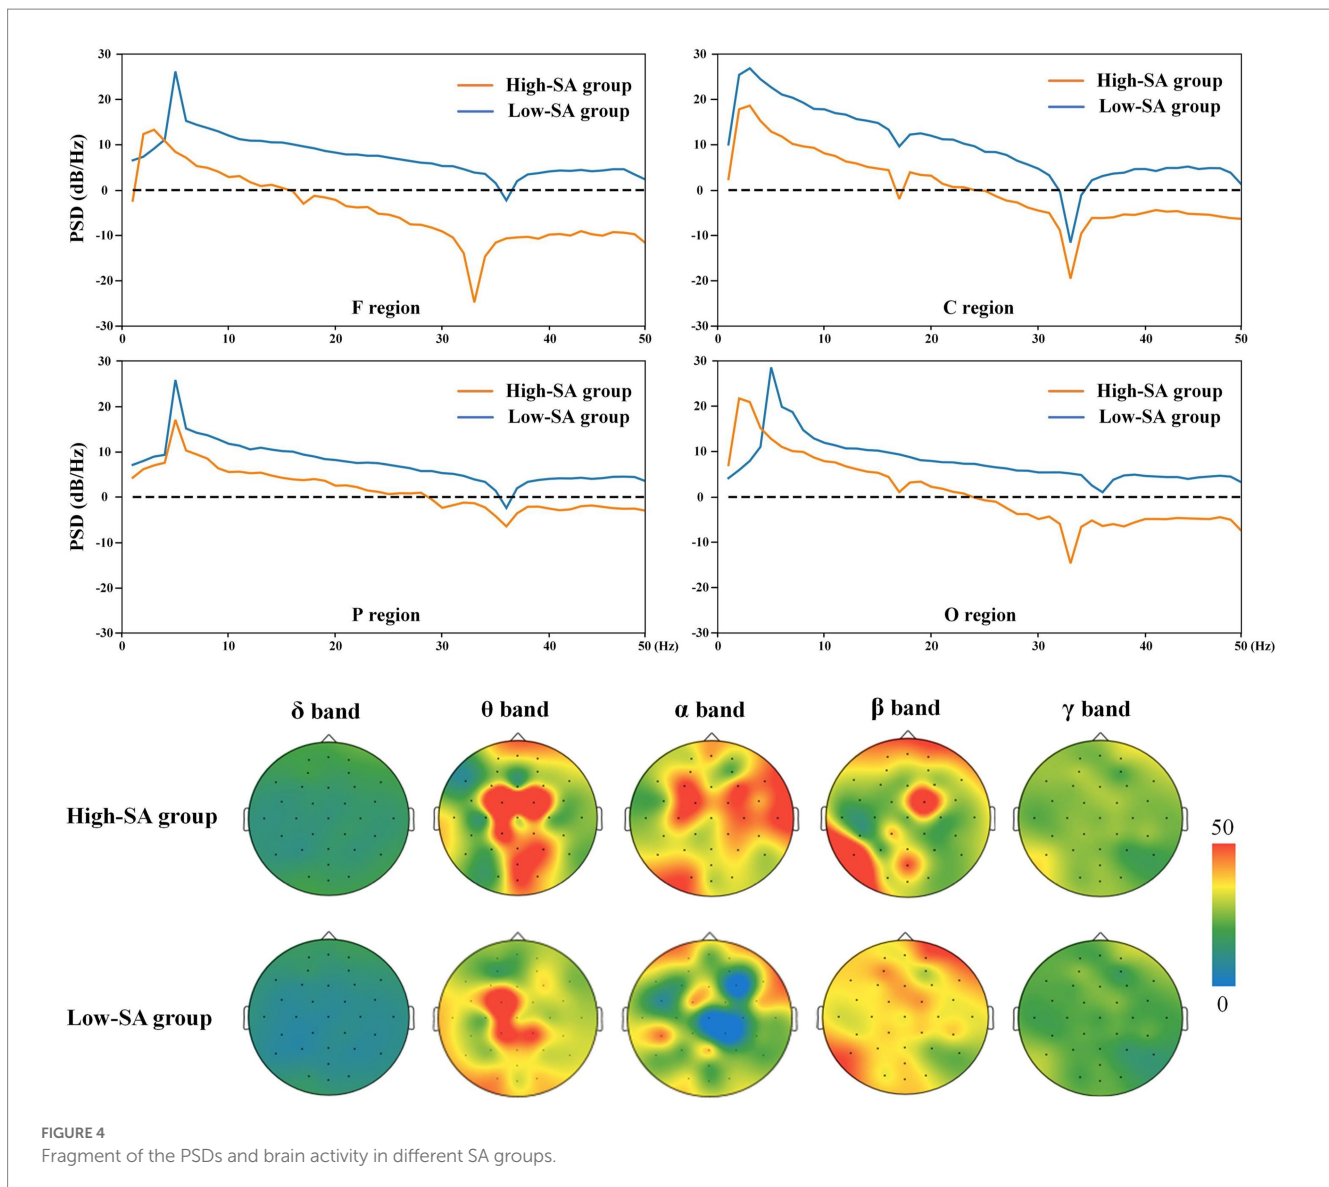 30
20
10
0
-10
-20
-30
PSD (dB/Hz)
High-SA group
Low-SA group
F region
0 10 20 30 40 50
30
20
10
0
-10
-20
-30
High-SA group
Low-SA group
C region
0 10 20 30 40 50
30
20
10
0
-10
-20
-30
PSD (dB/Hz)
High-SA group
Low-SA group
P region
0 10 20 30 40 50 (Hz)
30
20
10
0
-10
-20
-30
High-SA group
Low-SA group
O region
0 10 20 30 40 50 (Hz)
δ band θ band α band β band γ band
High-SA group
Low-SA group
50
0
FIGURE 4
Fragment of the PSDs and brain activity in different SA groups.